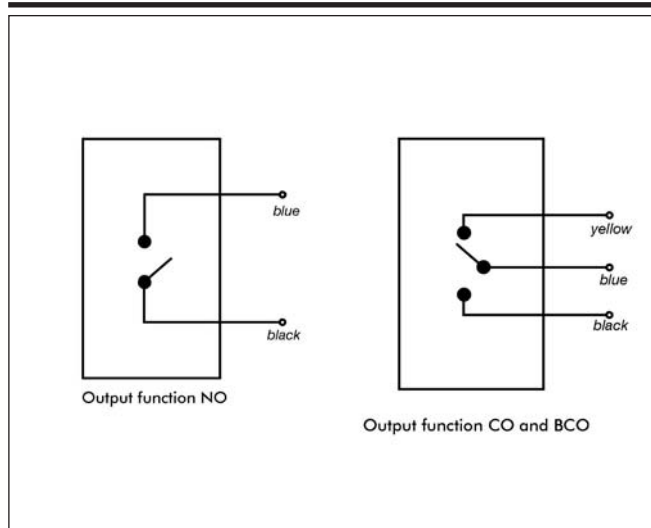 blue
black
Output function NO
yellow
blue
black
Output function CO and BCO